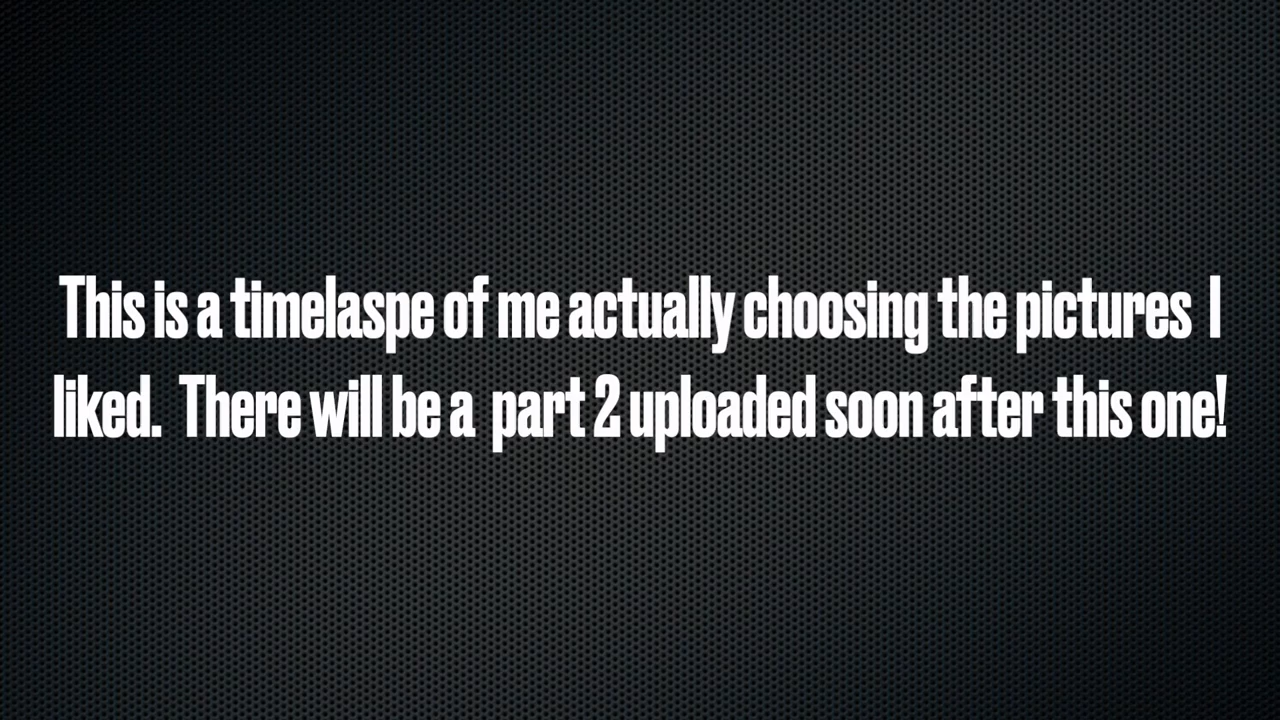 This is a timelaspe of me actually choosing the pictures  I
liked.  There will be a  part 2 uploaded soon after this one!